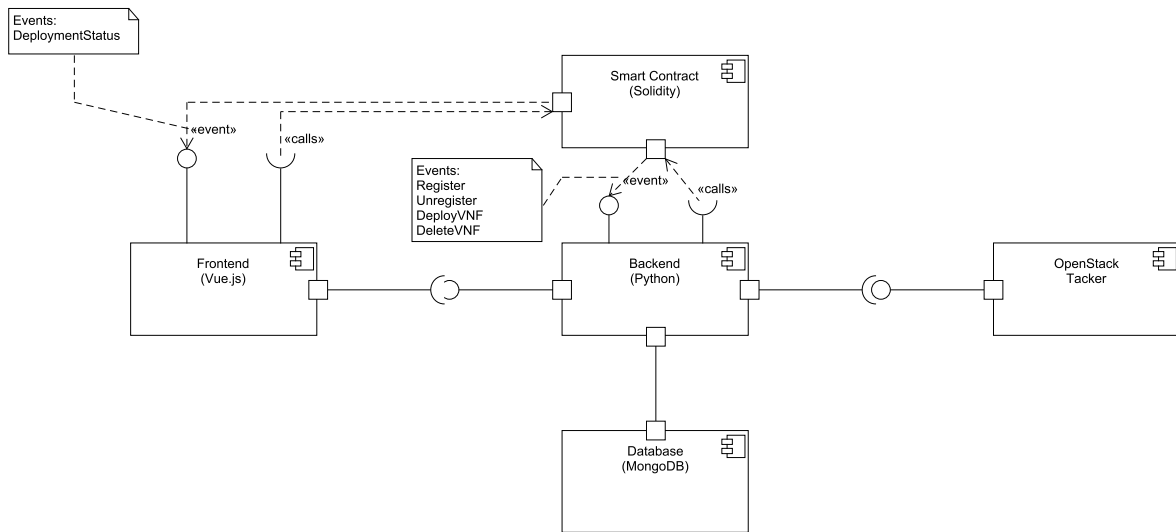 Events:
DeploymentStatus
Smart Contract
(Solidity)
«event»
«calls»
Events:
Register
Unregister
DeployVNF
DeleteVNF
«event»
«calls»
Frontend
(Vue.js)
Backend
(Python)
OpenStack
Tacker
Database
(MongoDB)